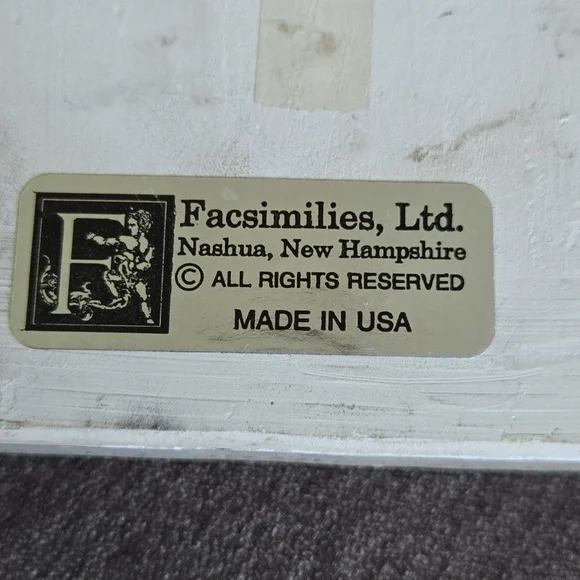 F
Facsimilies, Ltd.
Nashua, New Hampshire
© ALL RIGHTS RESERVED
MADE IN USA